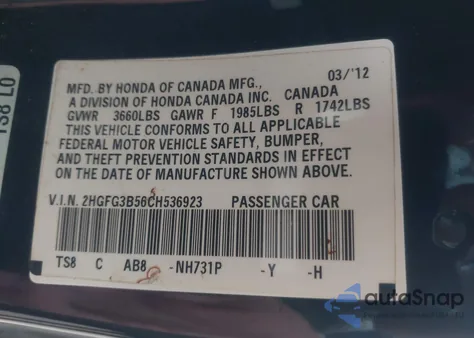 TS8 L0
MFD. BY HONDA OF CANADA MFG., 03/'12
A DIVISION OF HONDA CANADA INC. CANADA
GVWR 3660LBS GAWR F 1985LBS R 1742LBS
THIS VEHICLE CONFORMS TO ALL APPLICABLE
FEDERAL MOTOR VEHICLE SAFETY, BUMPER,
AND THEFT PREVENTION STANDARDS IN EFFECT
ON THE DATE OF MANUFACTURE SHOWN ABOVE.
V.I.N. 2HGFG3B56CH536923 PASSENGER CAR
TS8 C AB8 -NH731P -Y -H
autoSnap